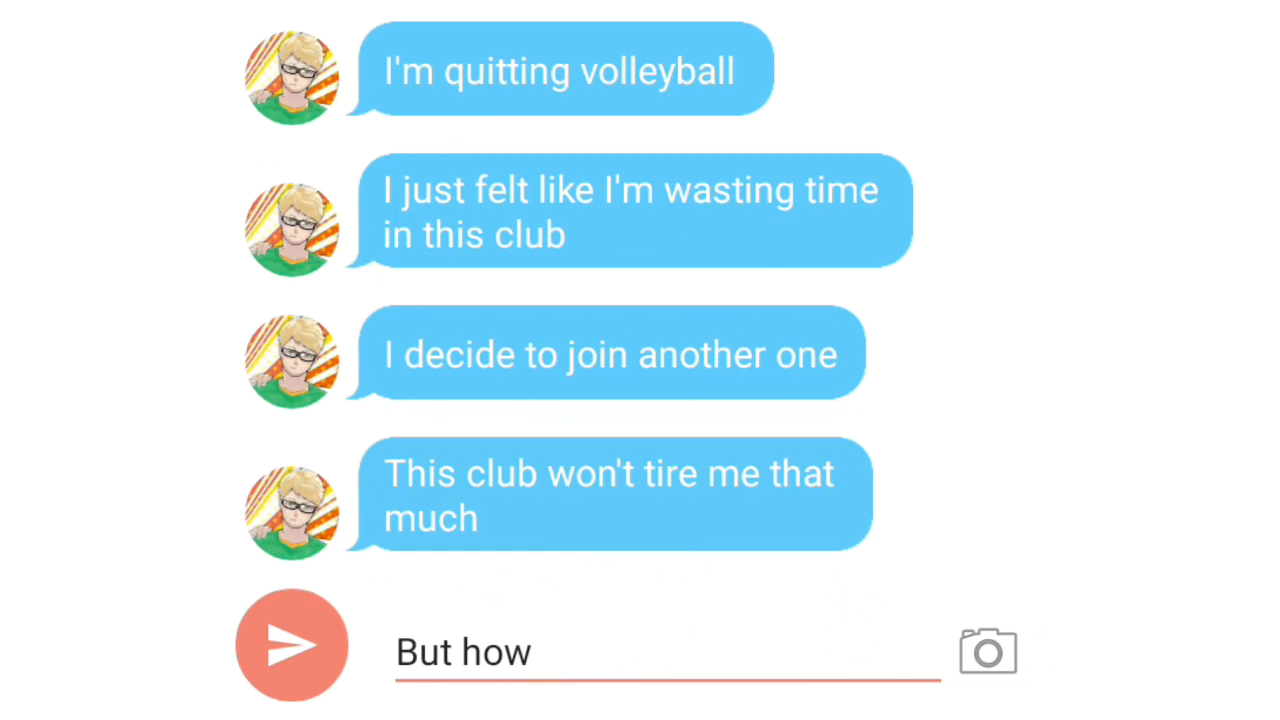 I'm quitting volleyball
I just felt like I'm wasting time
in this club
I decide to join another one
This club won't tire me that
much
But how